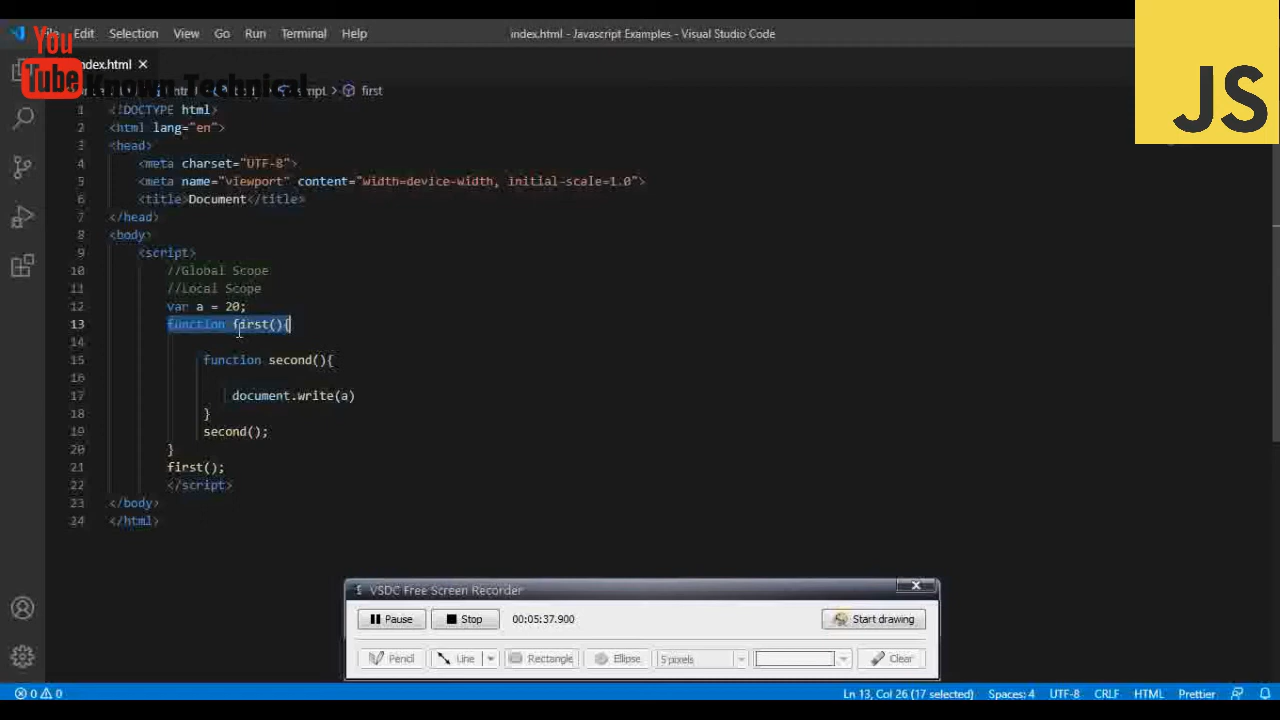 File Edit Selection View Go Run Terminal Help
index.html - Javascript Examples - Visual Studio Code
You
Tube
Known Technical
JS
index.html
first
1 <!DOCTYPE html>
2 <html lang="en">
3 <head>
4 <meta charset="UTF-8">
5 <meta name="viewport" content="width=device-width, initial-scale=1.0">
6 <title>Document</title>
7 </head>
8 <body>
9 <script>
10 //Global Scope
11 //Local Scope
12 var a = 20;
13 function first(){
14
15 function second(){
16
17 document.write(a)
18 }
19 second();
20 }
21 first();
22 </script>
23 </body>
24 </html>
VSDC Free Screen Recorder
Pause Stop 00:05:37.900 Start drawing
Pencil Line Rectangle Ellipse 5 pixels Clear
0 0 Ln 13, Col 26 (17 selected) Spaces: 4 UTF-8 CRLF HTML Prettier